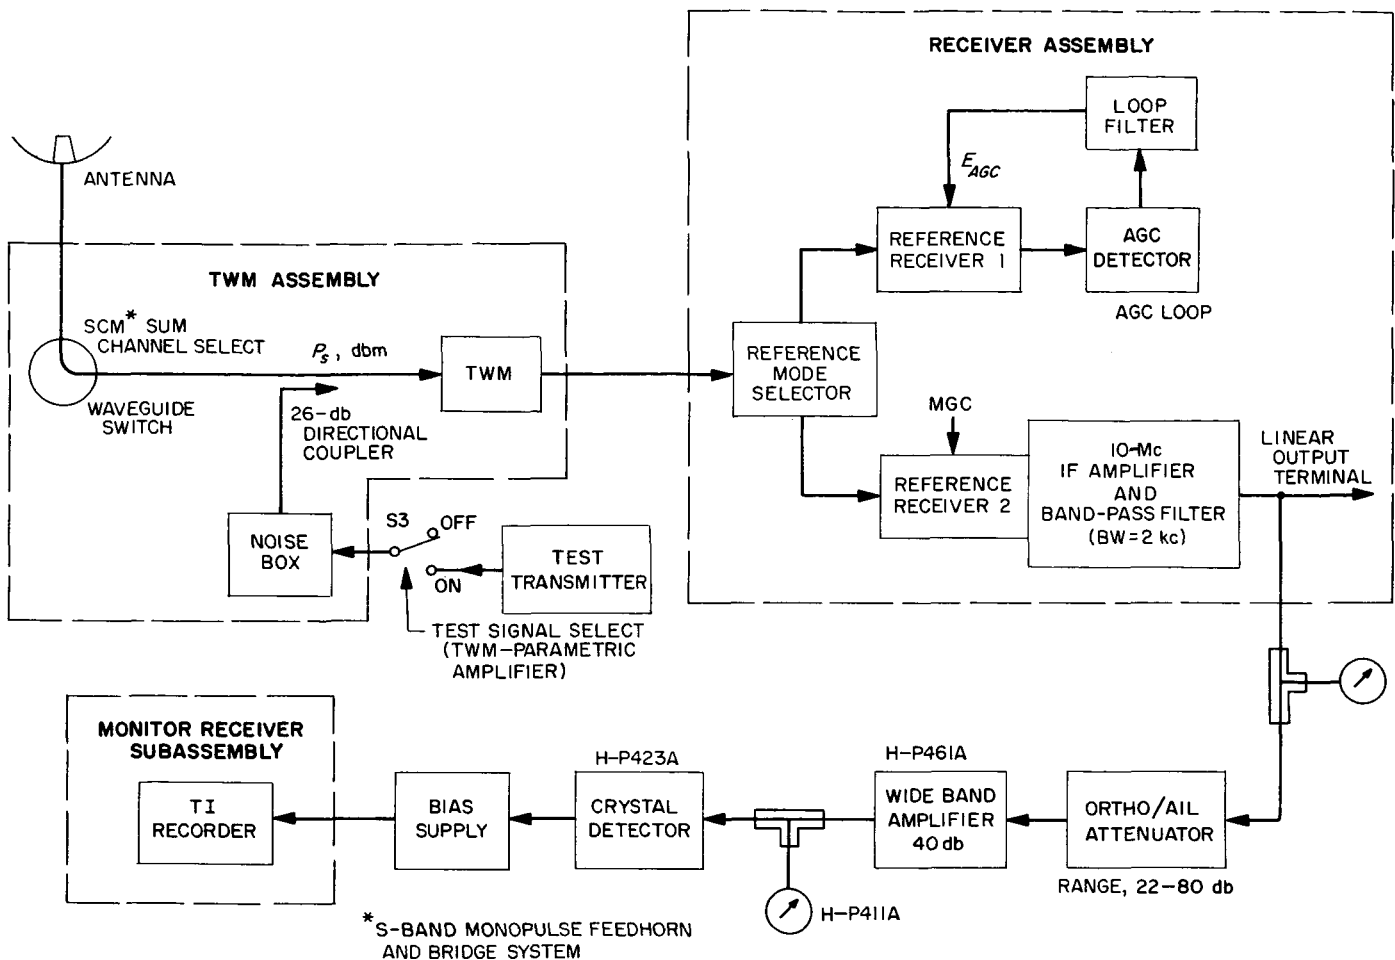 RECEIVER ASSEMBLY
LOOP
FILTER
E AGC
ANTENNA
REFERENCE
RECEIVER 1
AGC
DETECTOR
AGC LOOP
TWM ASSEMBLY
SCM* SUM
CHANNEL SELECT
Ps, dbm
TWM
REFERENCE
MODE
SELECTOR
WAVEGUIDE
SWITCH
26-db
DIRECTIONAL
COUPLER
MGC
REFERENCE
RECEIVER 2
10-Mc
IF AMPLIFIER
AND
BAND-PASS FILTER
(BW=2 kc)
LINEAR
OUTPUT
TERMINAL
NOISE
BOX
S3
OFF
ON
TEST
TRANSMITTER
TEST SIGNAL SELECT
(TWM-PARAMETRIC
AMPLIFIER)
MONITOR RECEIVER
SUBASSEMBLY
TI
RECORDER
BIAS
SUPPLY
H-P423A
CRYSTAL
DETECTOR
H-P461A
WIDE BAND
AMPLIFIER
40 db
ORTHO/AIL
ATTENUATOR
RANGE, 22-80 db
H-P411A
*S-BAND MONOPULSE FEEDHORN
AND BRIDGE SYSTEM